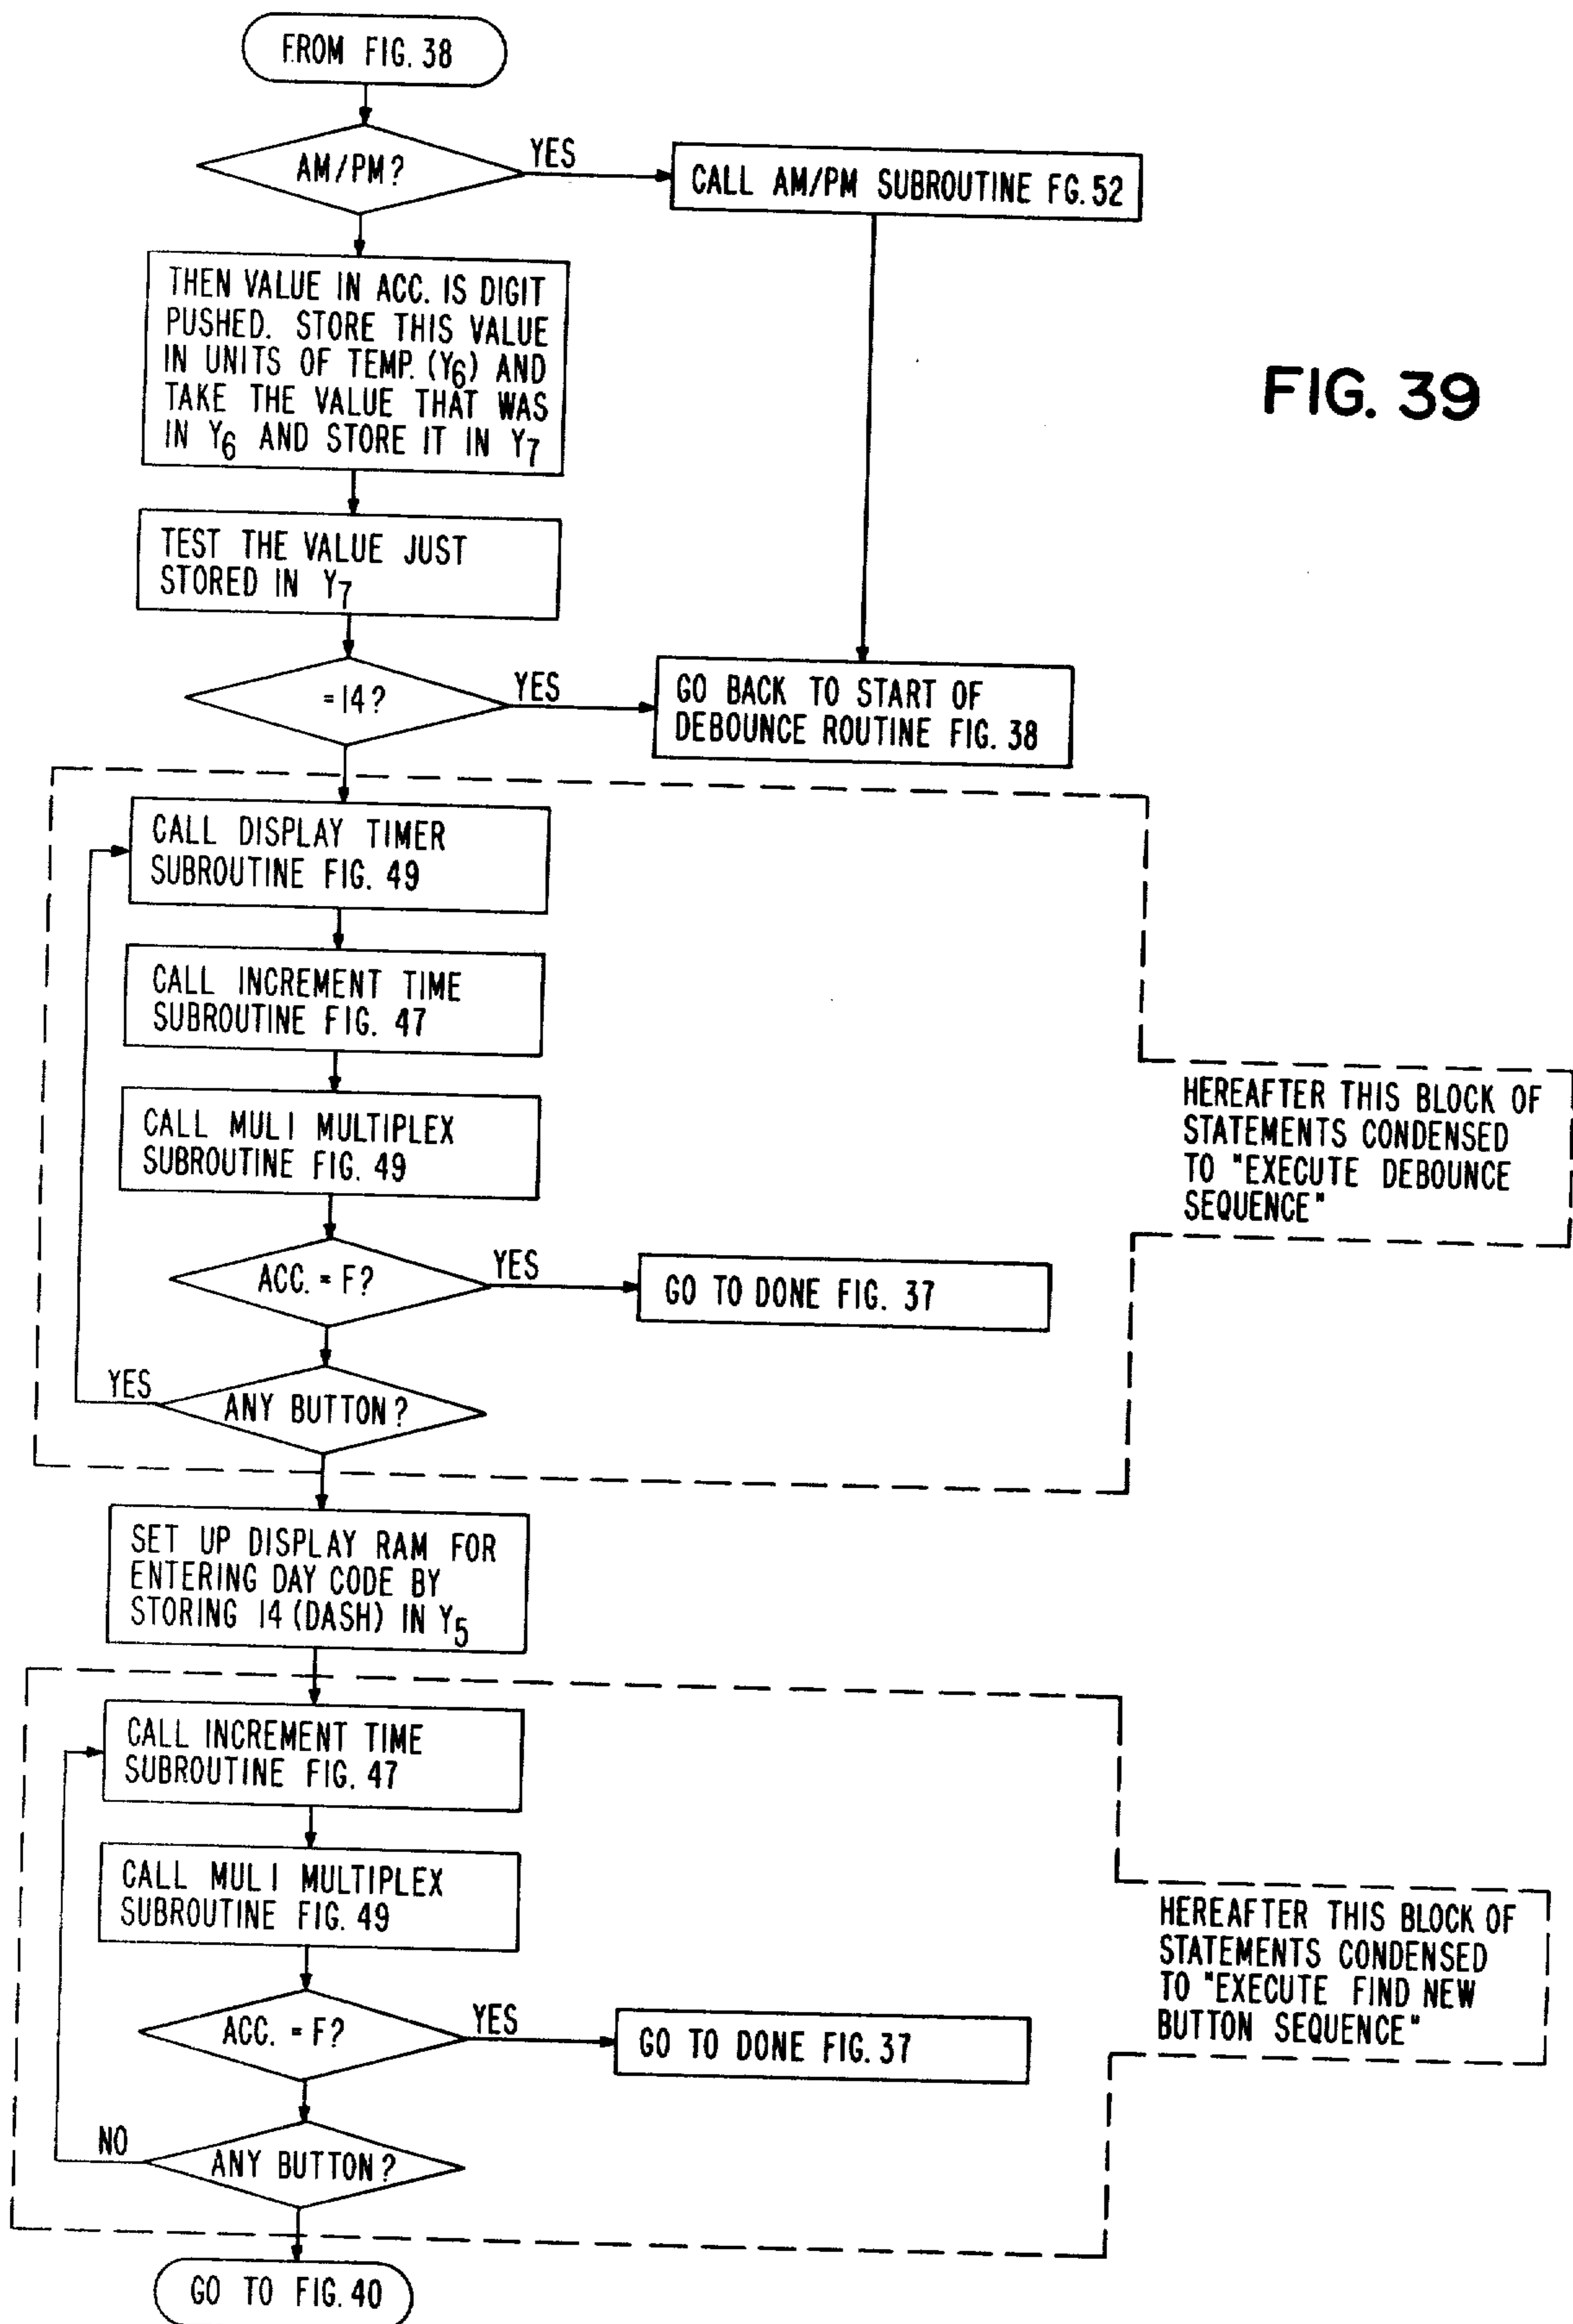 FROM FIG. 38
AM/PM?
YES
CALL AM/PM SUBROUTINE FG. 52
THEN VALUE IN ACC. IS DIGIT
PUSHED. STORE THIS VALUE
IN UNITS OF TEMP. (Y6) AND
TAKE THE VALUE THAT WAS
IN Y6 AND STORE IT IN Y7
FIG. 39
TEST THE VALUE JUST
STORED IN Y7
=14?
YES
GO BACK TO START OF
DEBOUNCE ROUTINE FIG. 38
CALL DISPLAY TIMER
SUBROUTINE FIG. 49
CALL INCREMENT TIME
SUBROUTINE FIG. 47
CALL MUL1 MULTIPLEX
SUBROUTINE FIG. 49
HEREAFTER THIS BLOCK OF
STATEMENTS CONDENSED
TO "EXECUTE DEBOUNCE
SEQUENCE"
ACC. = F?
YES
GO TO DONE FIG. 37
YES
ANY BUTTON?
SET UP DISPLAY RAM FOR
ENTERING DAY CODE BY
STORING 14 (DASH) IN Y5
CALL INCREMENT TIME
SUBROUTINE FIG. 47
CALL MUL1 MULTIPLEX
SUBROUTINE FIG. 49
HEREAFTER THIS BLOCK OF
STATEMENTS CONDENSED
TO "EXECUTE FIND NEW
BUTTON SEQUENCE"
ACC. = F?
YES
GO TO DONE FIG. 37
NO
ANY BUTTON?
GO TO FIG. 40